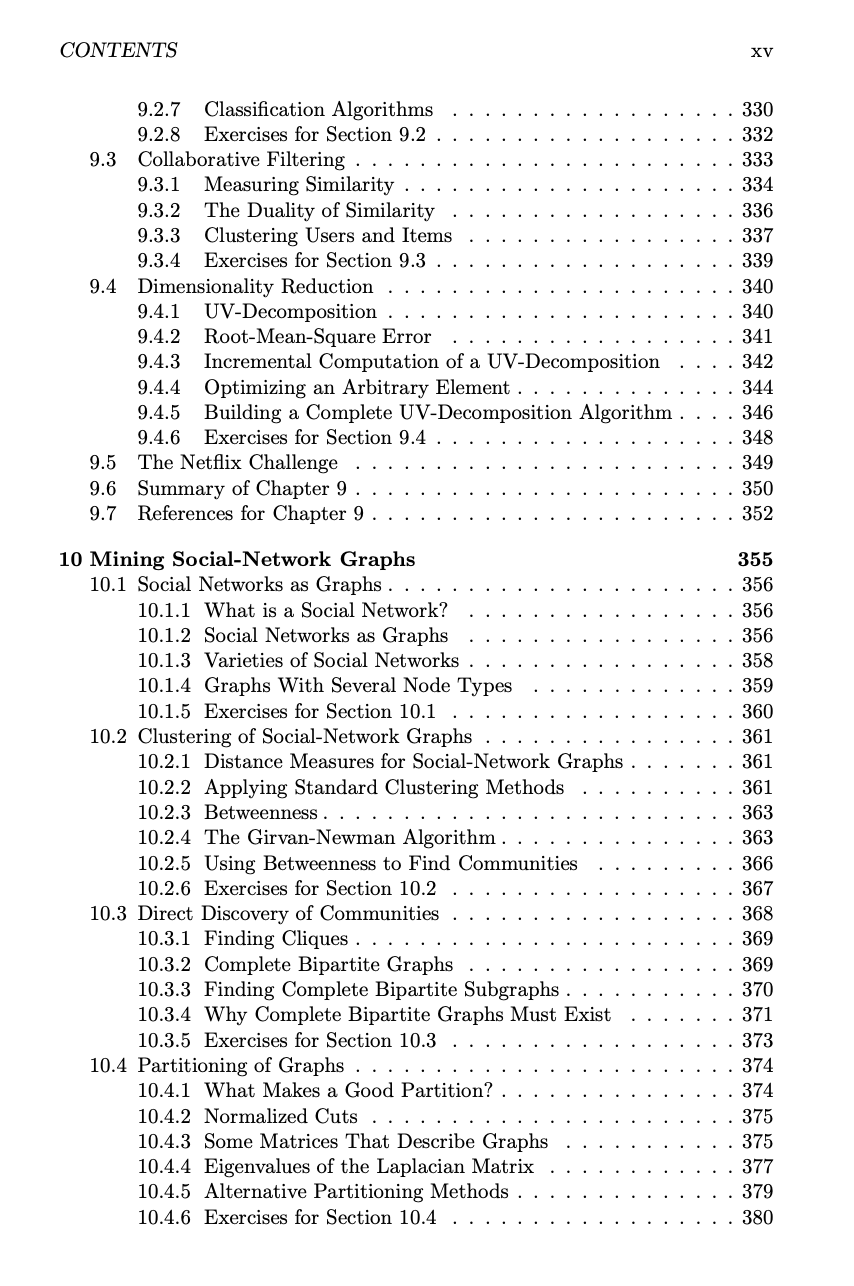 CONTENTS xv
9.2.7 Classification Algorithms . . . . . . . . . . . . . . . . . . 330
9.2.8 Exercises for Section 9.2 . . . . . . . . . . . . . . . . . . . 332
9.3 Collaborative Filtering . . . . . . . . . . . . . . . . . . . . . . . . 333
9.3.1 Measuring Similarity . . . . . . . . . . . . . . . . . . . . . 334
9.3.2 The Duality of Similarity . . . . . . . . . . . . . . . . . . 336
9.3.3 Clustering Users and Items . . . . . . . . . . . . . . . . . 337
9.3.4 Exercises for Section 9.3 . . . . . . . . . . . . . . . . . . . 339
9.4 Dimensionality Reduction . . . . . . . . . . . . . . . . . . . . . . 340
9.4.1 UV-Decomposition . . . . . . . . . . . . . . . . . . . . . . 340
9.4.2 Root-Mean-Square Error . . . . . . . . . . . . . . . . . . 341
9.4.3 Incremental Computation of a UV-Decomposition . . . . 342
9.4.4 Optimizing an Arbitrary Element . . . . . . . . . . . . . . 344
9.4.5 Building a Complete UV-Decomposition Algorithm . . . . 346
9.4.6 Exercises for Section 9.4 . . . . . . . . . . . . . . . . . . . 348
9.5 The Netflix Challenge . . . . . . . . . . . . . . . . . . . . . . . . 349
9.6 Summary of Chapter 9 . . . . . . . . . . . . . . . . . . . . . . . . 350
9.7 References for Chapter 9 . . . . . . . . . . . . . . . . . . . . . . . 352
10 Mining Social-Network Graphs 355
10.1 Social Networks as Graphs . . . . . . . . . . . . . . . . . . . . . . 356
10.1.1 What is a Social Network? . . . . . . . . . . . . . . . . . 356
10.1.2 Social Networks as Graphs . . . . . . . . . . . . . . . . . 356
10.1.3 Varieties of Social Networks . . . . . . . . . . . . . . . . . 358
10.1.4 Graphs With Several Node Types . . . . . . . . . . . . . 359
10.1.5 Exercises for Section 10.1 . . . . . . . . . . . . . . . . . . 360
10.2 Clustering of Social-Network Graphs . . . . . . . . . . . . . . . . 361
10.2.1 Distance Measures for Social-Network Graphs . . . . . . . 361
10.2.2 Applying Standard Clustering Methods . . . . . . . . . . 361
10.2.3 Betweenness . . . . . . . . . . . . . . . . . . . . . . . . . . 363
10.2.4 The Girvan-Newman Algorithm . . . . . . . . . . . . . . . 363
10.2.5 Using Betweenness to Find Communities . . . . . . . . . 366
10.2.6 Exercises for Section 10.2 . . . . . . . . . . . . . . . . . . 367
10.3 Direct Discovery of Communities . . . . . . . . . . . . . . . . . . 368
10.3.1 Finding Cliques . . . . . . . . . . . . . . . . . . . . . . . . 369
10.3.2 Complete Bipartite Graphs . . . . . . . . . . . . . . . . . 369
10.3.3 Finding Complete Bipartite Subgraphs . . . . . . . . . . . 370
10.3.4 Why Complete Bipartite Graphs Must Exist . . . . . . . 371
10.3.5 Exercises for Section 10.3 . . . . . . . . . . . . . . . . . . 373
10.4 Partitioning of Graphs . . . . . . . . . . . . . . . . . . . . . . . . 374
10.4.1 What Makes a Good Partition? . . . . . . . . . . . . . . . 374
10.4.2 Normalized Cuts . . . . . . . . . . . . . . . . . . . . . . . 375
10.4.3 Some Matrices That Describe Graphs . . . . . . . . . . . 375
10.4.4 Eigenvalues of the Laplacian Matrix . . . . . . . . . . . . 377
10.4.5 Alternative Partitioning Methods . . . . . . . . . . . . . . 379
10.4.6 Exercises for Section 10.4 . . . . . . . . . . . . . . . . . . 380